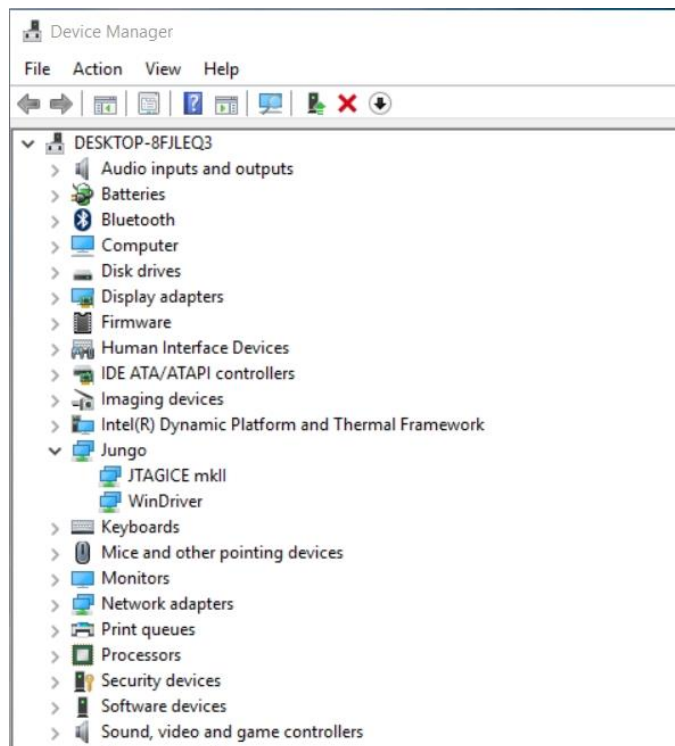 Device Manager
File Action View Help
DESKTOP-8FJLEQ3
Audio inputs and outputs
Batteries
Bluetooth
Computer
Disk drives
Display adapters
Firmware
Human Interface Devices
IDE ATA/ATAPI controllers
Imaging devices
Intel(R) Dynamic Platform and Thermal Framework
Jungo
JTAGICE mkII
WinDriver
Keyboards
Mice and other pointing devices
Monitors
Network adapters
Print queues
Processors
Security devices
Software devices
Sound, video and game controllers